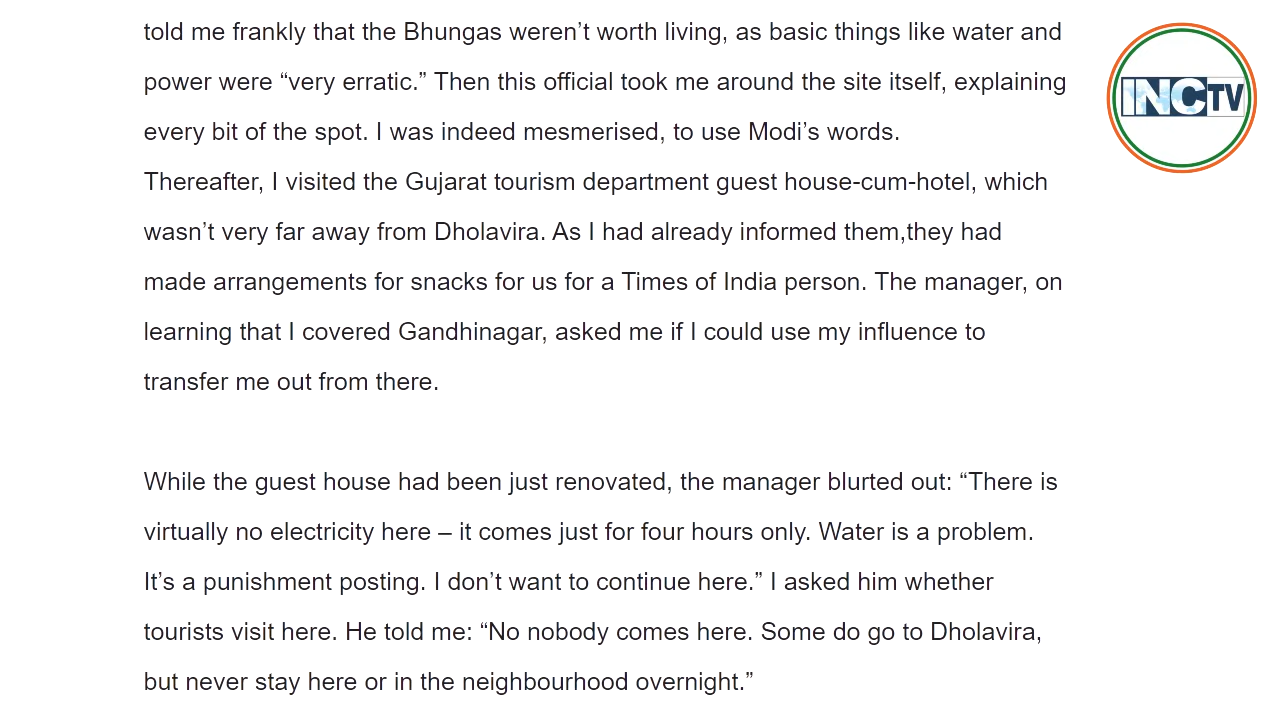 told me frankly that the Bhungas weren’t worth living, as basic things like water and
power were “very erratic.” Then this official took me around the site itself, explaining
every bit of the spot. I was indeed mesmerised, to use Modi’s words.
Thereafter, I visited the Gujarat tourism department guest house-cum-hotel, which
wasn’t very far away from Dholavira. As I had already informed them,they had
made arrangements for snacks for us for a Times of India person. The manager, on
learning that I covered Gandhinagar, asked me if I could use my influence to
transfer me out from there.
While the guest house had been just renovated, the manager blurted out: “There is
virtually no electricity here – it comes just for four hours only. Water is a problem.
It’s a punishment posting. I don’t want to continue here.” I asked him whether
tourists visit here. He told me: “No nobody comes here. Some do go to Dholavira,
but never stay here or in the neighbourhood overnight.”
INC TV